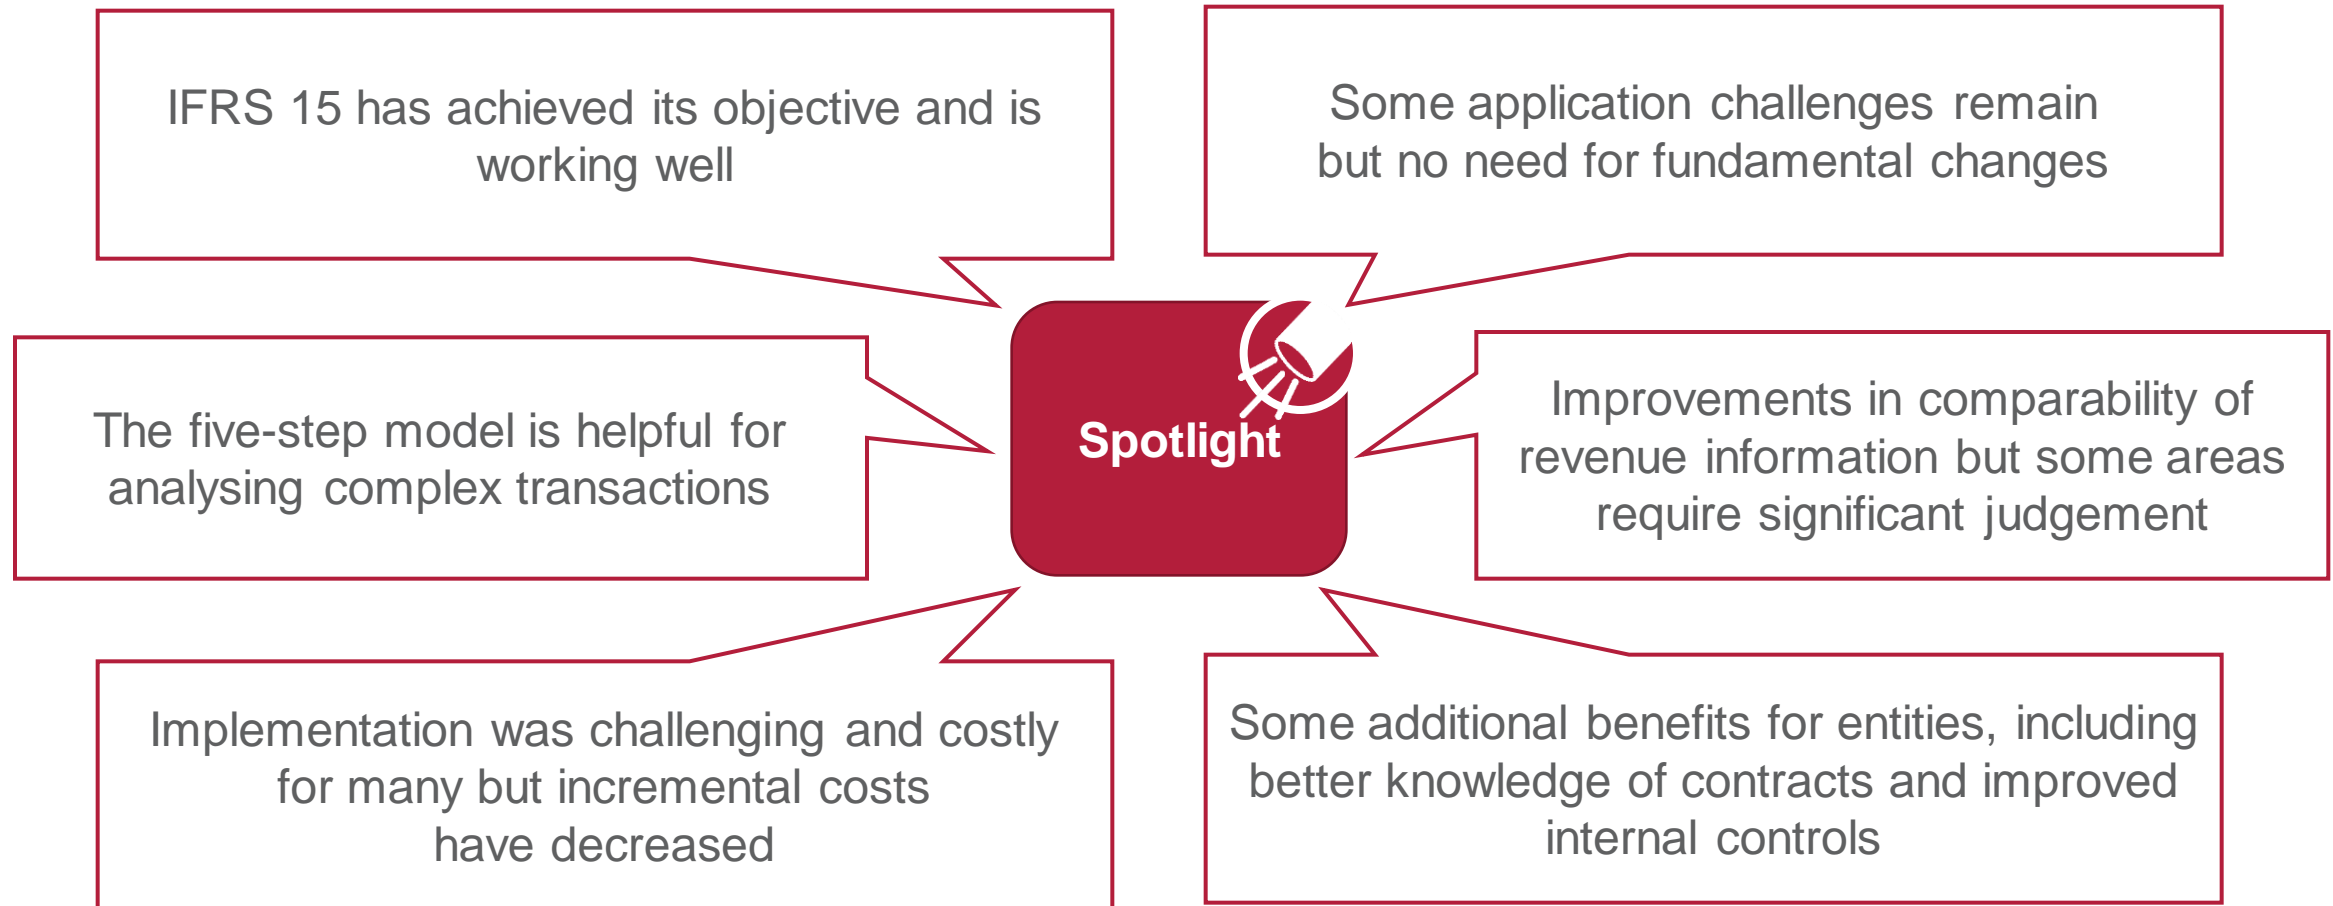 IFRS 15 has achieved its objective and is
working well
Some application challenges remain
but no need for fundamental changes
The five-step model is helpful for
analysing complex transactions
Spotlight
Improvements in comparability of
revenue information but some areas
require significant judgement
Implementation was challenging and costly
for many but incremental costs
have decreased
Some additional benefits for entities, including
better knowledge of contracts and improved
internal controls